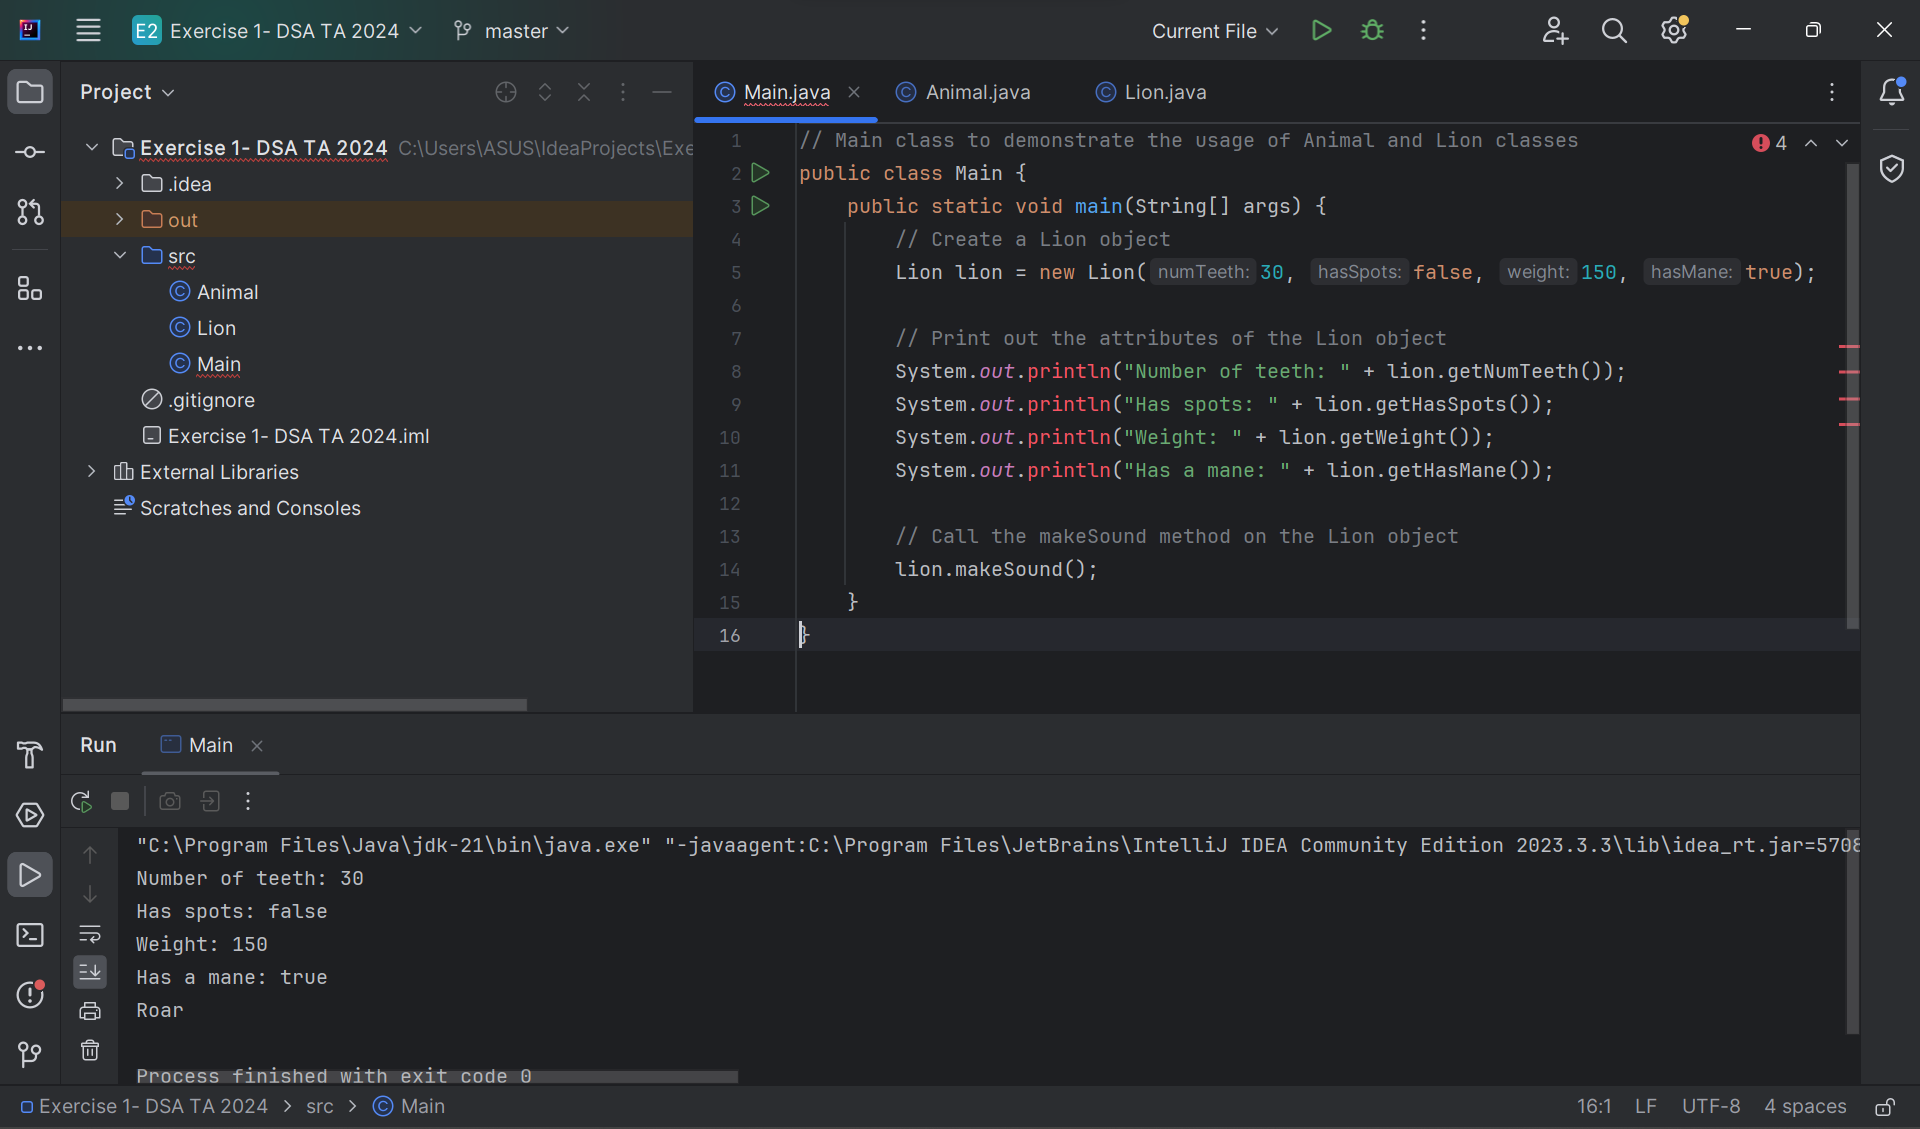 E2 Exercise 1- DSA TA 2024 master Current File
Project
Main.java Animal.java Lion.java
Exercise 1- DSA TA 2024 C:\Users\ASUS\IdeaProjects\Exe
.idea
out
src
Animal
Lion
Main
.gitignore
Exercise 1- DSA TA 2024.iml
External Libraries
Scratches and Consoles
4
1 // Main class to demonstrate the usage of Animal and Lion classes
2 public class Main {
3 public static void main(String[] args) {
4 // Create a Lion object
5 Lion lion = new Lion( numTeeth: 30, hasSpots: false, weight: 150, hasMane: true);
6
7 // Print out the attributes of the Lion object
8 System.out.println("Number of teeth: " + lion.getNumTeeth());
9 System.out.println("Has spots: " + lion.getHasSpots());
10 System.out.println("Weight: " + lion.getWeight());
11 System.out.println("Has a mane: " + lion.getHasMane());
12
13 // Call the makeSound method on the Lion object
14 lion.makeSound();
15 }
16 }
Run Main
"C:\Program Files\Java\jdk-21\bin\java.exe" "-javaagent:C:\Program Files\JetBrains\IntelliJ IDEA Community Edition 2023.3.3\lib\idea_rt.jar=5708
Number of teeth: 30
Has spots: false
Weight: 150
Has a mane: true
Roar
Process finished with exit code 0
Exercise 1- DSA TA 2024 > src > Main 16:1 LF UTF-8 4 spaces